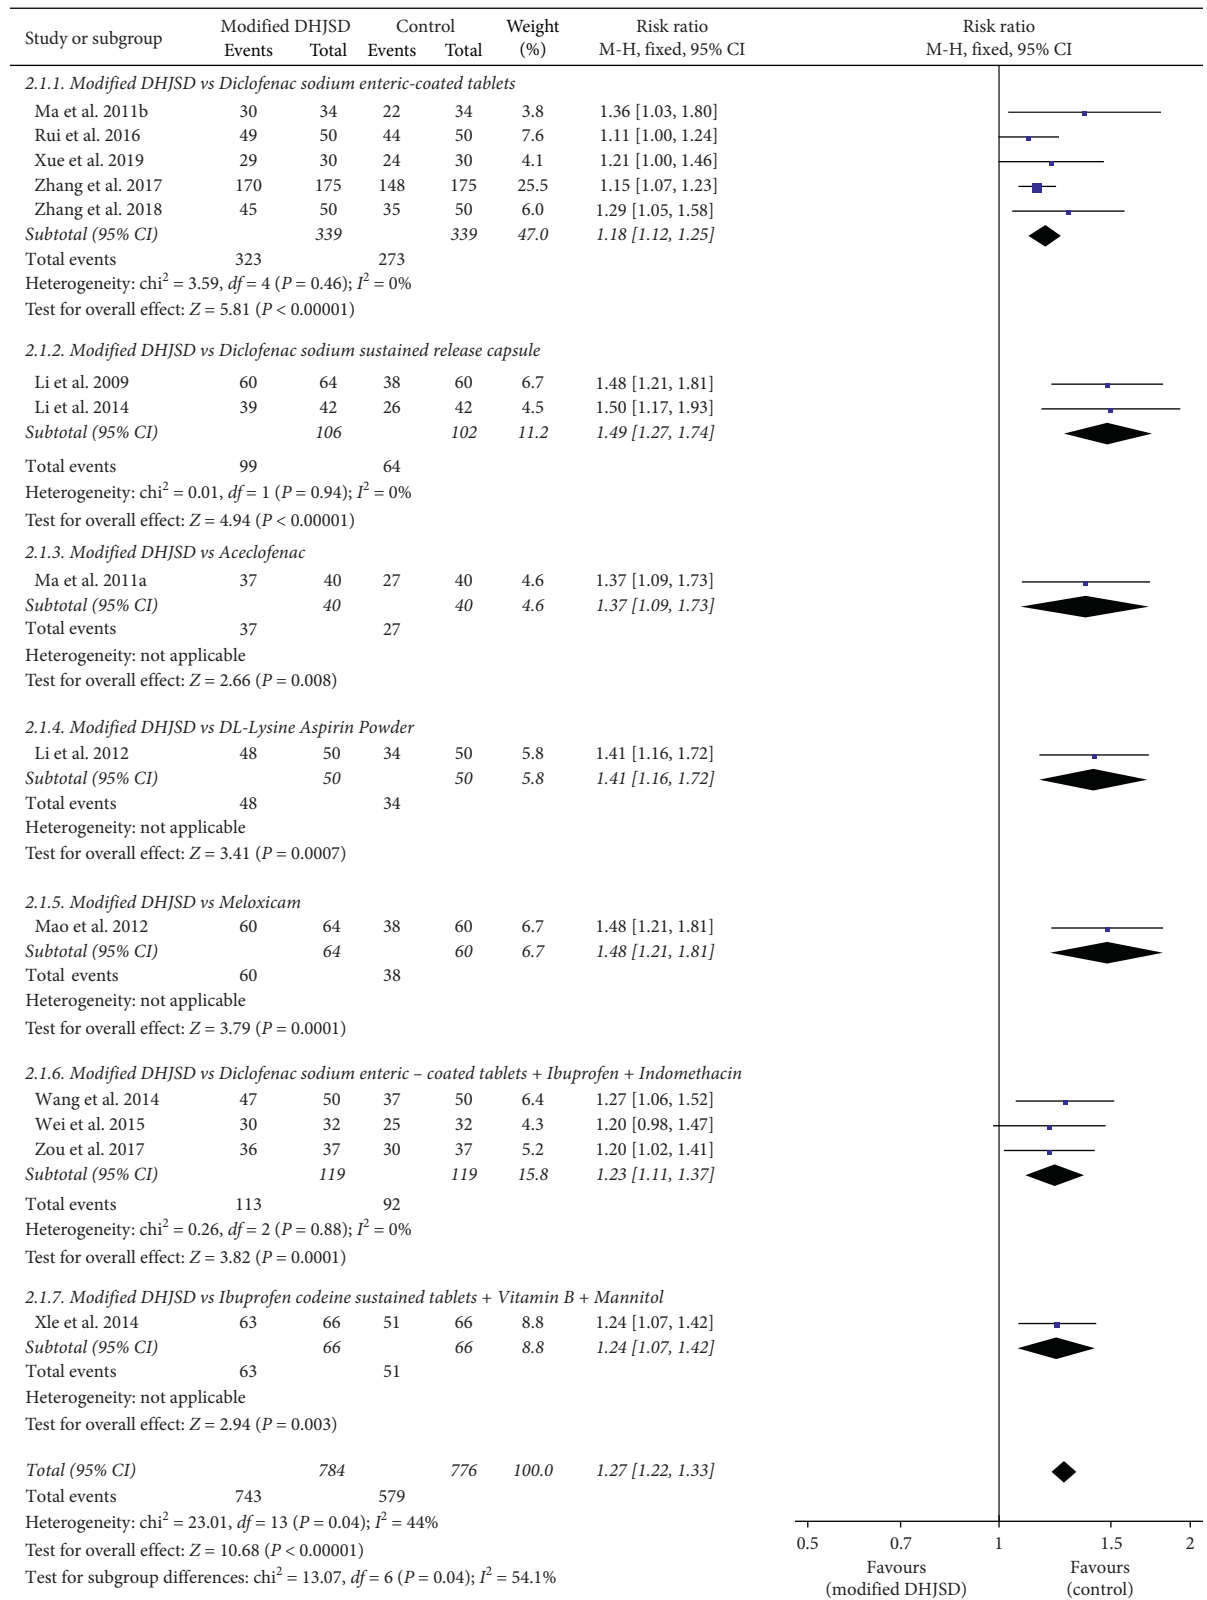 Study or subgroup Modified DHJSD Control Weight Risk ratio Risk ratio
Events Total Events Total (%) M-H, fixed, 95% CI M-H, fixed, 95% CI
2.1.1. Modified DHJSD vs Diclofenac sodium enteric-coated tablets
Ma et al. 2011b 30 34 22 34 3.8 1.36 [1.03, 1.80]
Rui et al. 2016 49 50 44 50 7.6 1.11 [1.00, 1.24]
Xue et al. 2019 29 30 24 30 4.1 1.21 [1.00, 1.46]
Zhang et al. 2017 170 175 148 175 25.5 1.15 [1.07, 1.23]
Zhang et al. 2018 45 50 35 50 6.0 1.29 [1.05, 1.58]
Subtotal (95% CI) 339 339 47.0 1.18 [1.12, 1.25]
Total events 323 273
Heterogeneity: chi² = 3.59, df = 4 (P = 0.46); I² = 0%
Test for overall effect: Z = 5.81 (P < 0.00001)
2.1.2. Modified DHJSD vs Diclofenac sodium sustained release capsule
Li et al. 2009 60 64 38 60 6.7 1.48 [1.21, 1.81]
Li et al. 2014 39 42 26 42 4.5 1.50 [1.17, 1.93]
Subtotal (95% CI) 106 102 11.2 1.49 [1.27, 1.74]
Total events 99 64
Heterogeneity: chi² = 0.01, df = 1 (P = 0.94); I² = 0%
Test for overall effect: Z = 4.94 (P < 0.00001)
2.1.3. Modified DHJSD vs Aceclofenac
Ma et al. 2011a 37 40 27 40 4.6 1.37 [1.09, 1.73]
Subtotal (95% CI) 40 40 4.6 1.37 [1.09, 1.73]
Total events 37 27
Heterogeneity: not applicable
Test for overall effect: Z = 2.66 (P = 0.008)
2.1.4. Modified DHJSD vs DL-Lysine Aspirin Powder
Li et al. 2012 48 50 34 50 5.8 1.41 [1.16, 1.72]
Subtotal (95% CI) 50 50 5.8 1.41 [1.16, 1.72]
Total events 48 34
Heterogeneity: not applicable
Test for overall effect: Z = 3.41 (P = 0.0007)
2.1.5. Modified DHJSD vs Meloxicam
Mao et al. 2012 60 64 38 60 6.7 1.48 [1.21, 1.81]
Subtotal (95% CI) 64 60 6.7 1.48 [1.21, 1.81]
Total events 60 38
Heterogeneity: not applicable
Test for overall effect: Z = 3.79 (P = 0.0001)
2.1.6. Modified DHJSD vs Diclofenac sodium enteric – coated tablets + Ibuprofen + Indomethacin
Wang et al. 2014 47 50 37 50 6.4 1.27 [1.06, 1.52]
Wei et al. 2015 30 32 25 32 4.3 1.20 [0.98, 1.47]
Zou et al. 2017 36 37 30 37 5.2 1.20 [1.02, 1.41]
Subtotal (95% CI) 119 119 15.8 1.23 [1.11, 1.37]
Total events 113 92
Heterogeneity: chi² = 0.26, df = 2 (P = 0.88); I² = 0%
Test for overall effect: Z = 3.82 (P = 0.0001)
2.1.7. Modified DHJSD vs Ibuprofen codeine sustained tablets + Vitamin B + Mannitol
Xle et al. 2014 63 66 51 66 8.8 1.24 [1.07, 1.42]
Subtotal (95% CI) 66 66 8.8 1.24 [1.07, 1.42]
Total events 63 51
Heterogeneity: not applicable
Test for overall effect: Z = 2.94 (P = 0.003)
Total (95% CI) 784 776 100.0 1.27 [1.22, 1.33]
Total events 743 579
Heterogeneity: chi² = 23.01, df = 13 (P = 0.04); I² = 44%
Test for overall effect: Z = 10.68 (P < 0.00001)
Test for subgroup differences: chi² = 13.07, df = 6 (P = 0.04); I² = 54.1%
0.5 0.7 1 1.5 2
Favours Favours
(modified DHJSD) (control)